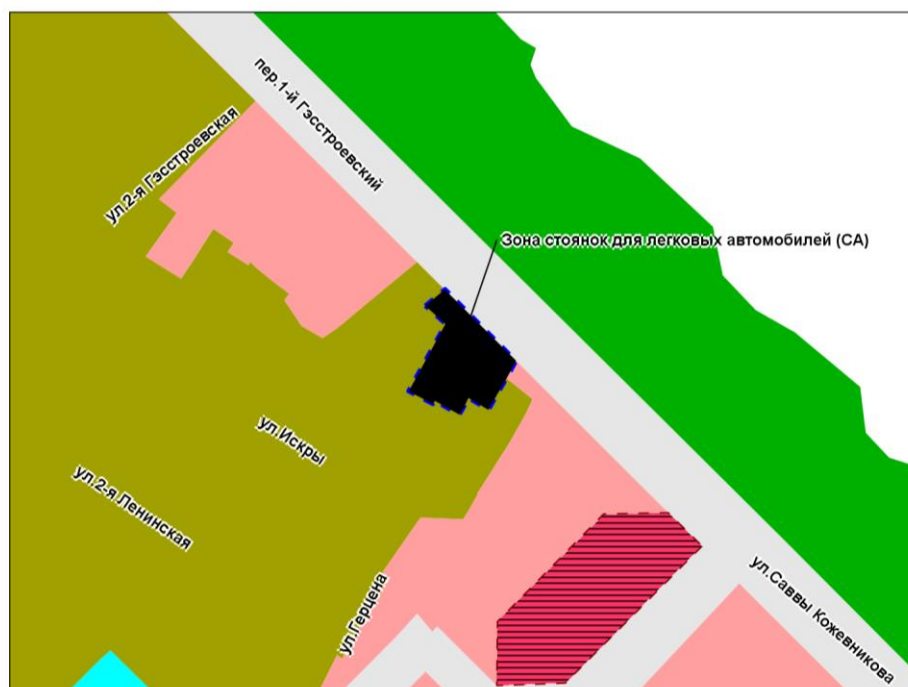 пер.1-й Гэсстроевский
ул.2-я Гэсстроевская
Зона стоянок для легковых автомобилей (СА)
ул.Искры
ул.2-я Ленинская
ул.Герцена
ул.Саввы Кожевникова